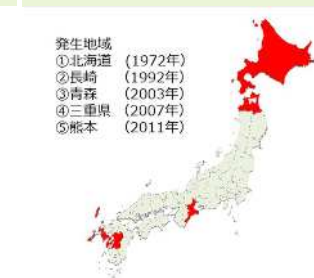 発生地域
①北海道 (1972年)
②長崎 (1992年)
③青森 (2003年)
④三重県 (2007年)
⑤熊本 (2011年)